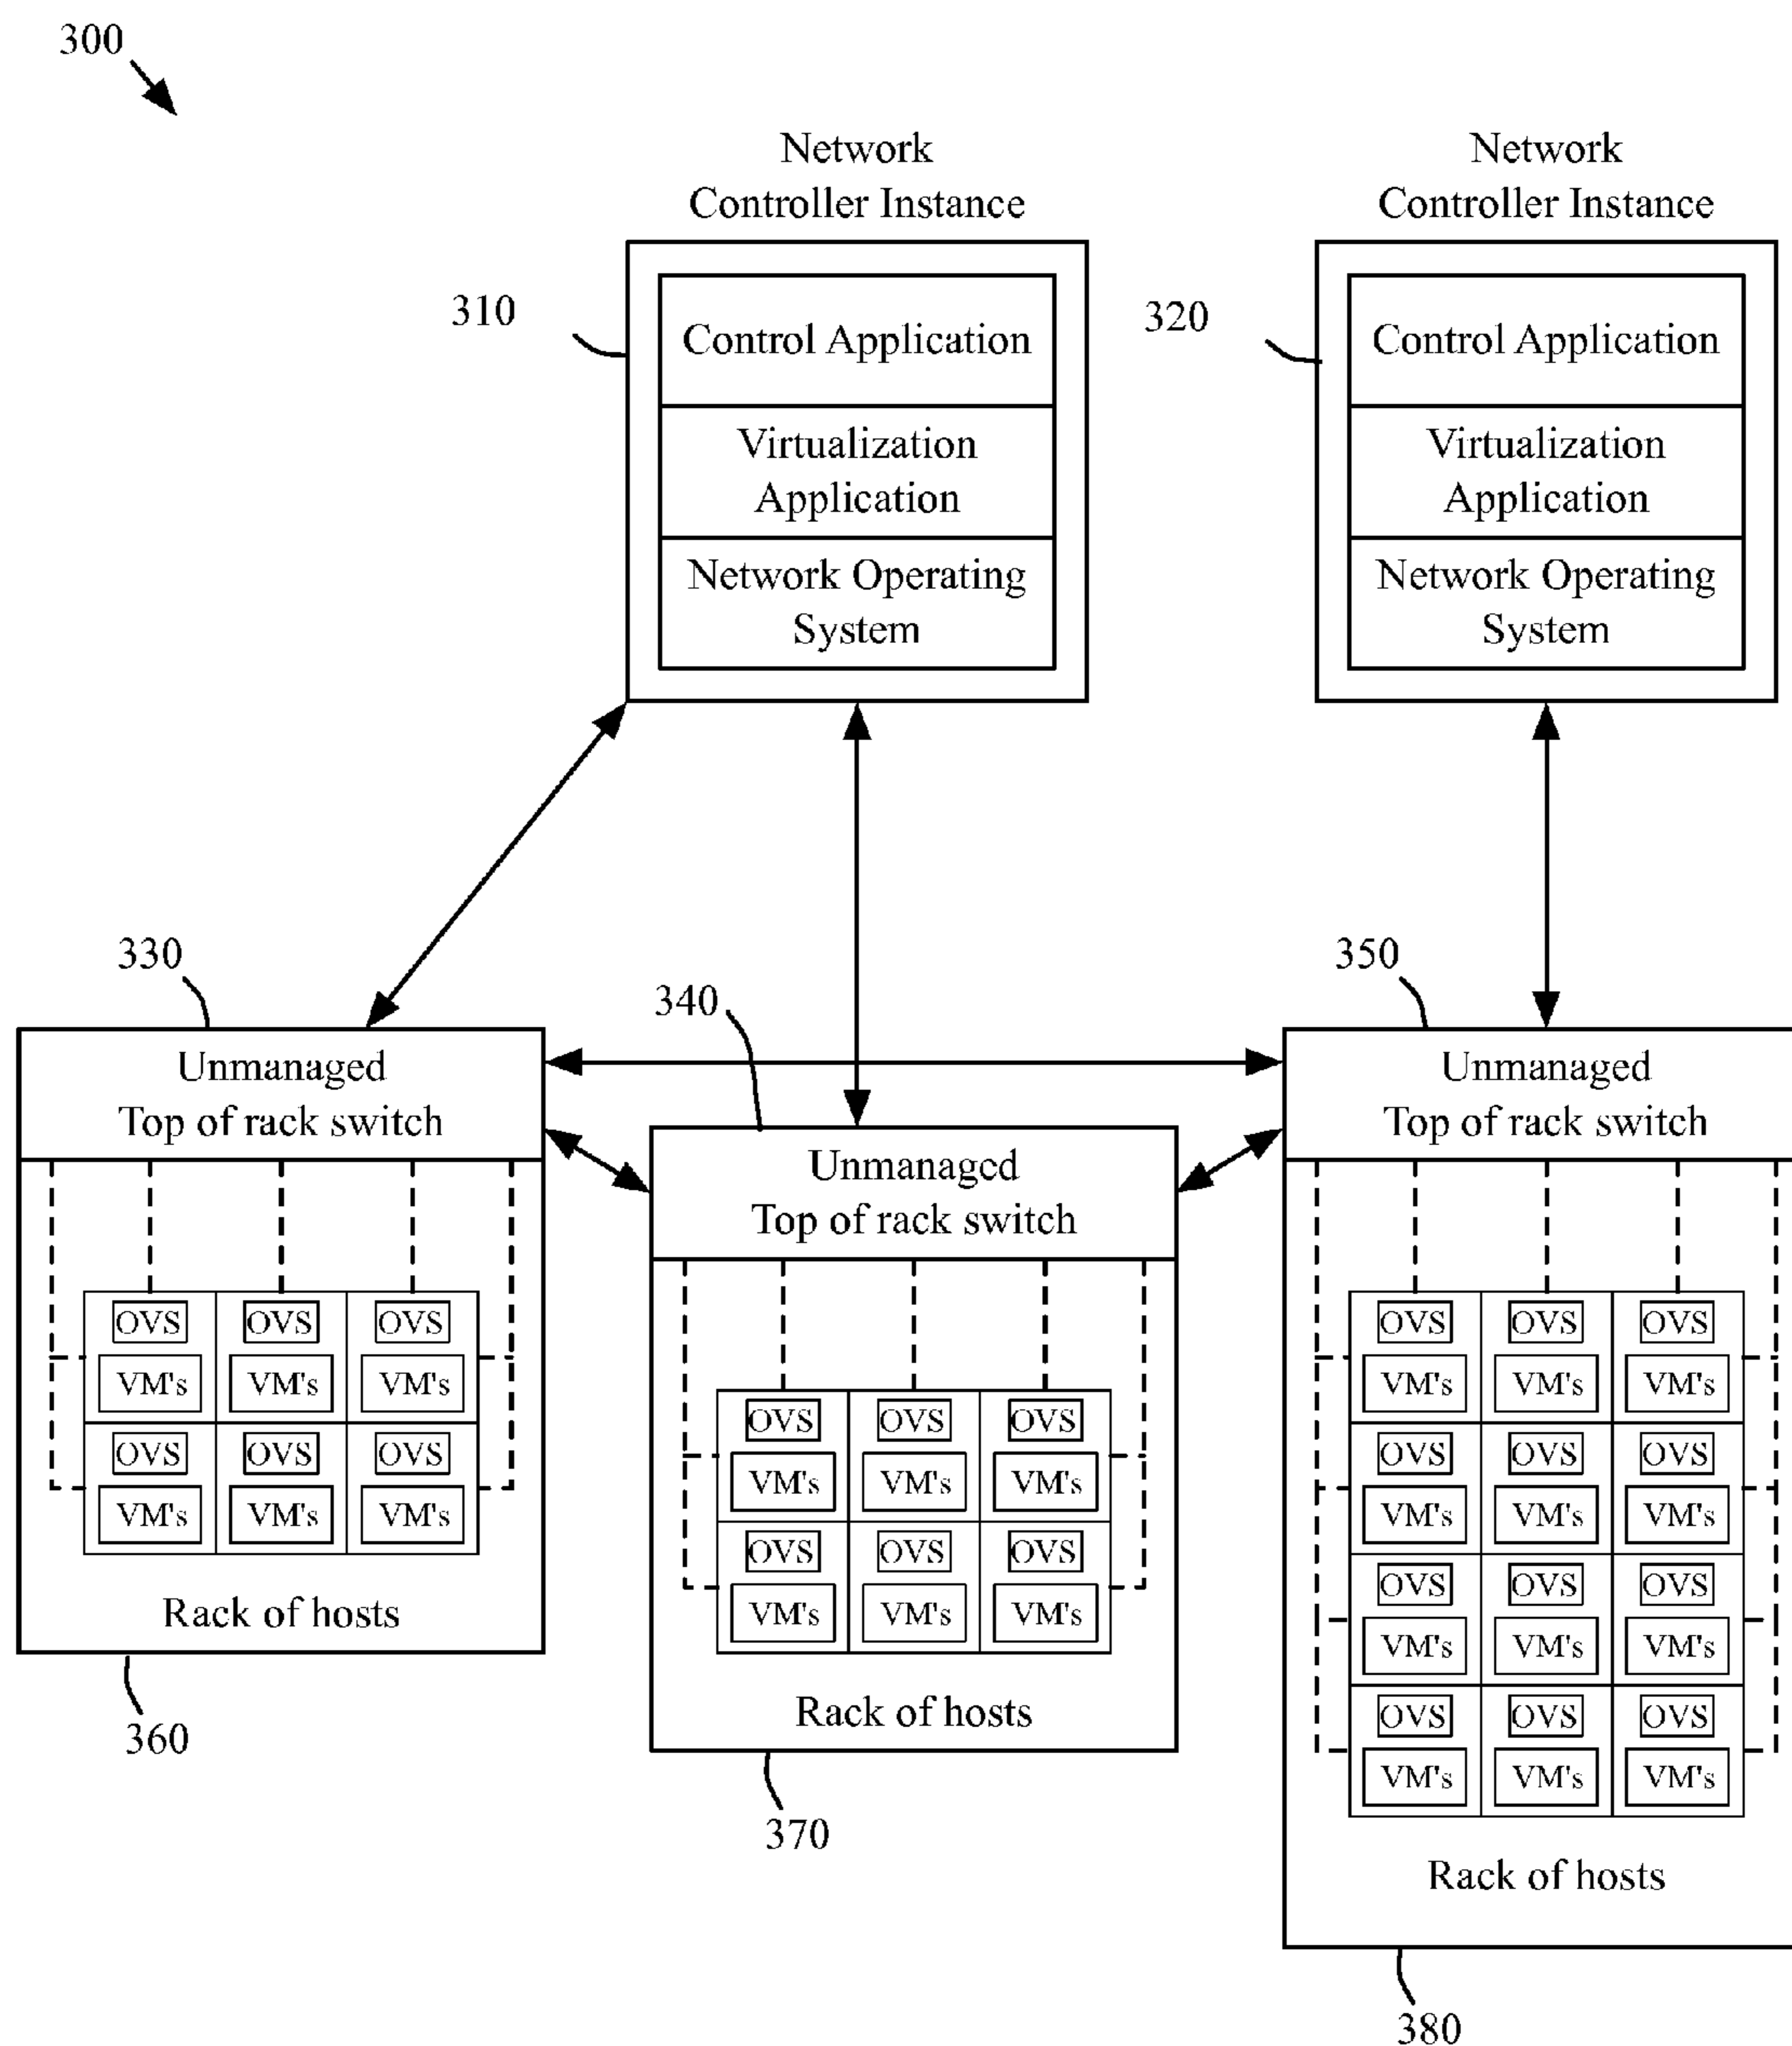 300
Network
Controller Instance
Network
Controller Instance
310
Control Application
Virtualization
Application
Network Operating
System
320
Control Application
Virtualization
Application
Network Operating
System
330
340
350
Unmanaged
Top of rack switch
Unmanaged
Top of rack switch
Unmanaged
Top of rack switch
OVS OVS OVS
VM's VM's VM's
OVS OVS OVS
VM's VM's VM's
Rack of hosts
360
OVS OVS OVS
VM's VM's VM's
OVS OVS OVS
VM's VM's VM's
Rack of hosts
370
OVS OVS OVS
VM's VM's VM's
OVS OVS OVS
VM's VM's VM's
OVS OVS OVS
VM's VM's VM's
OVS OVS OVS
VM's VM's VM's
Rack of hosts
380